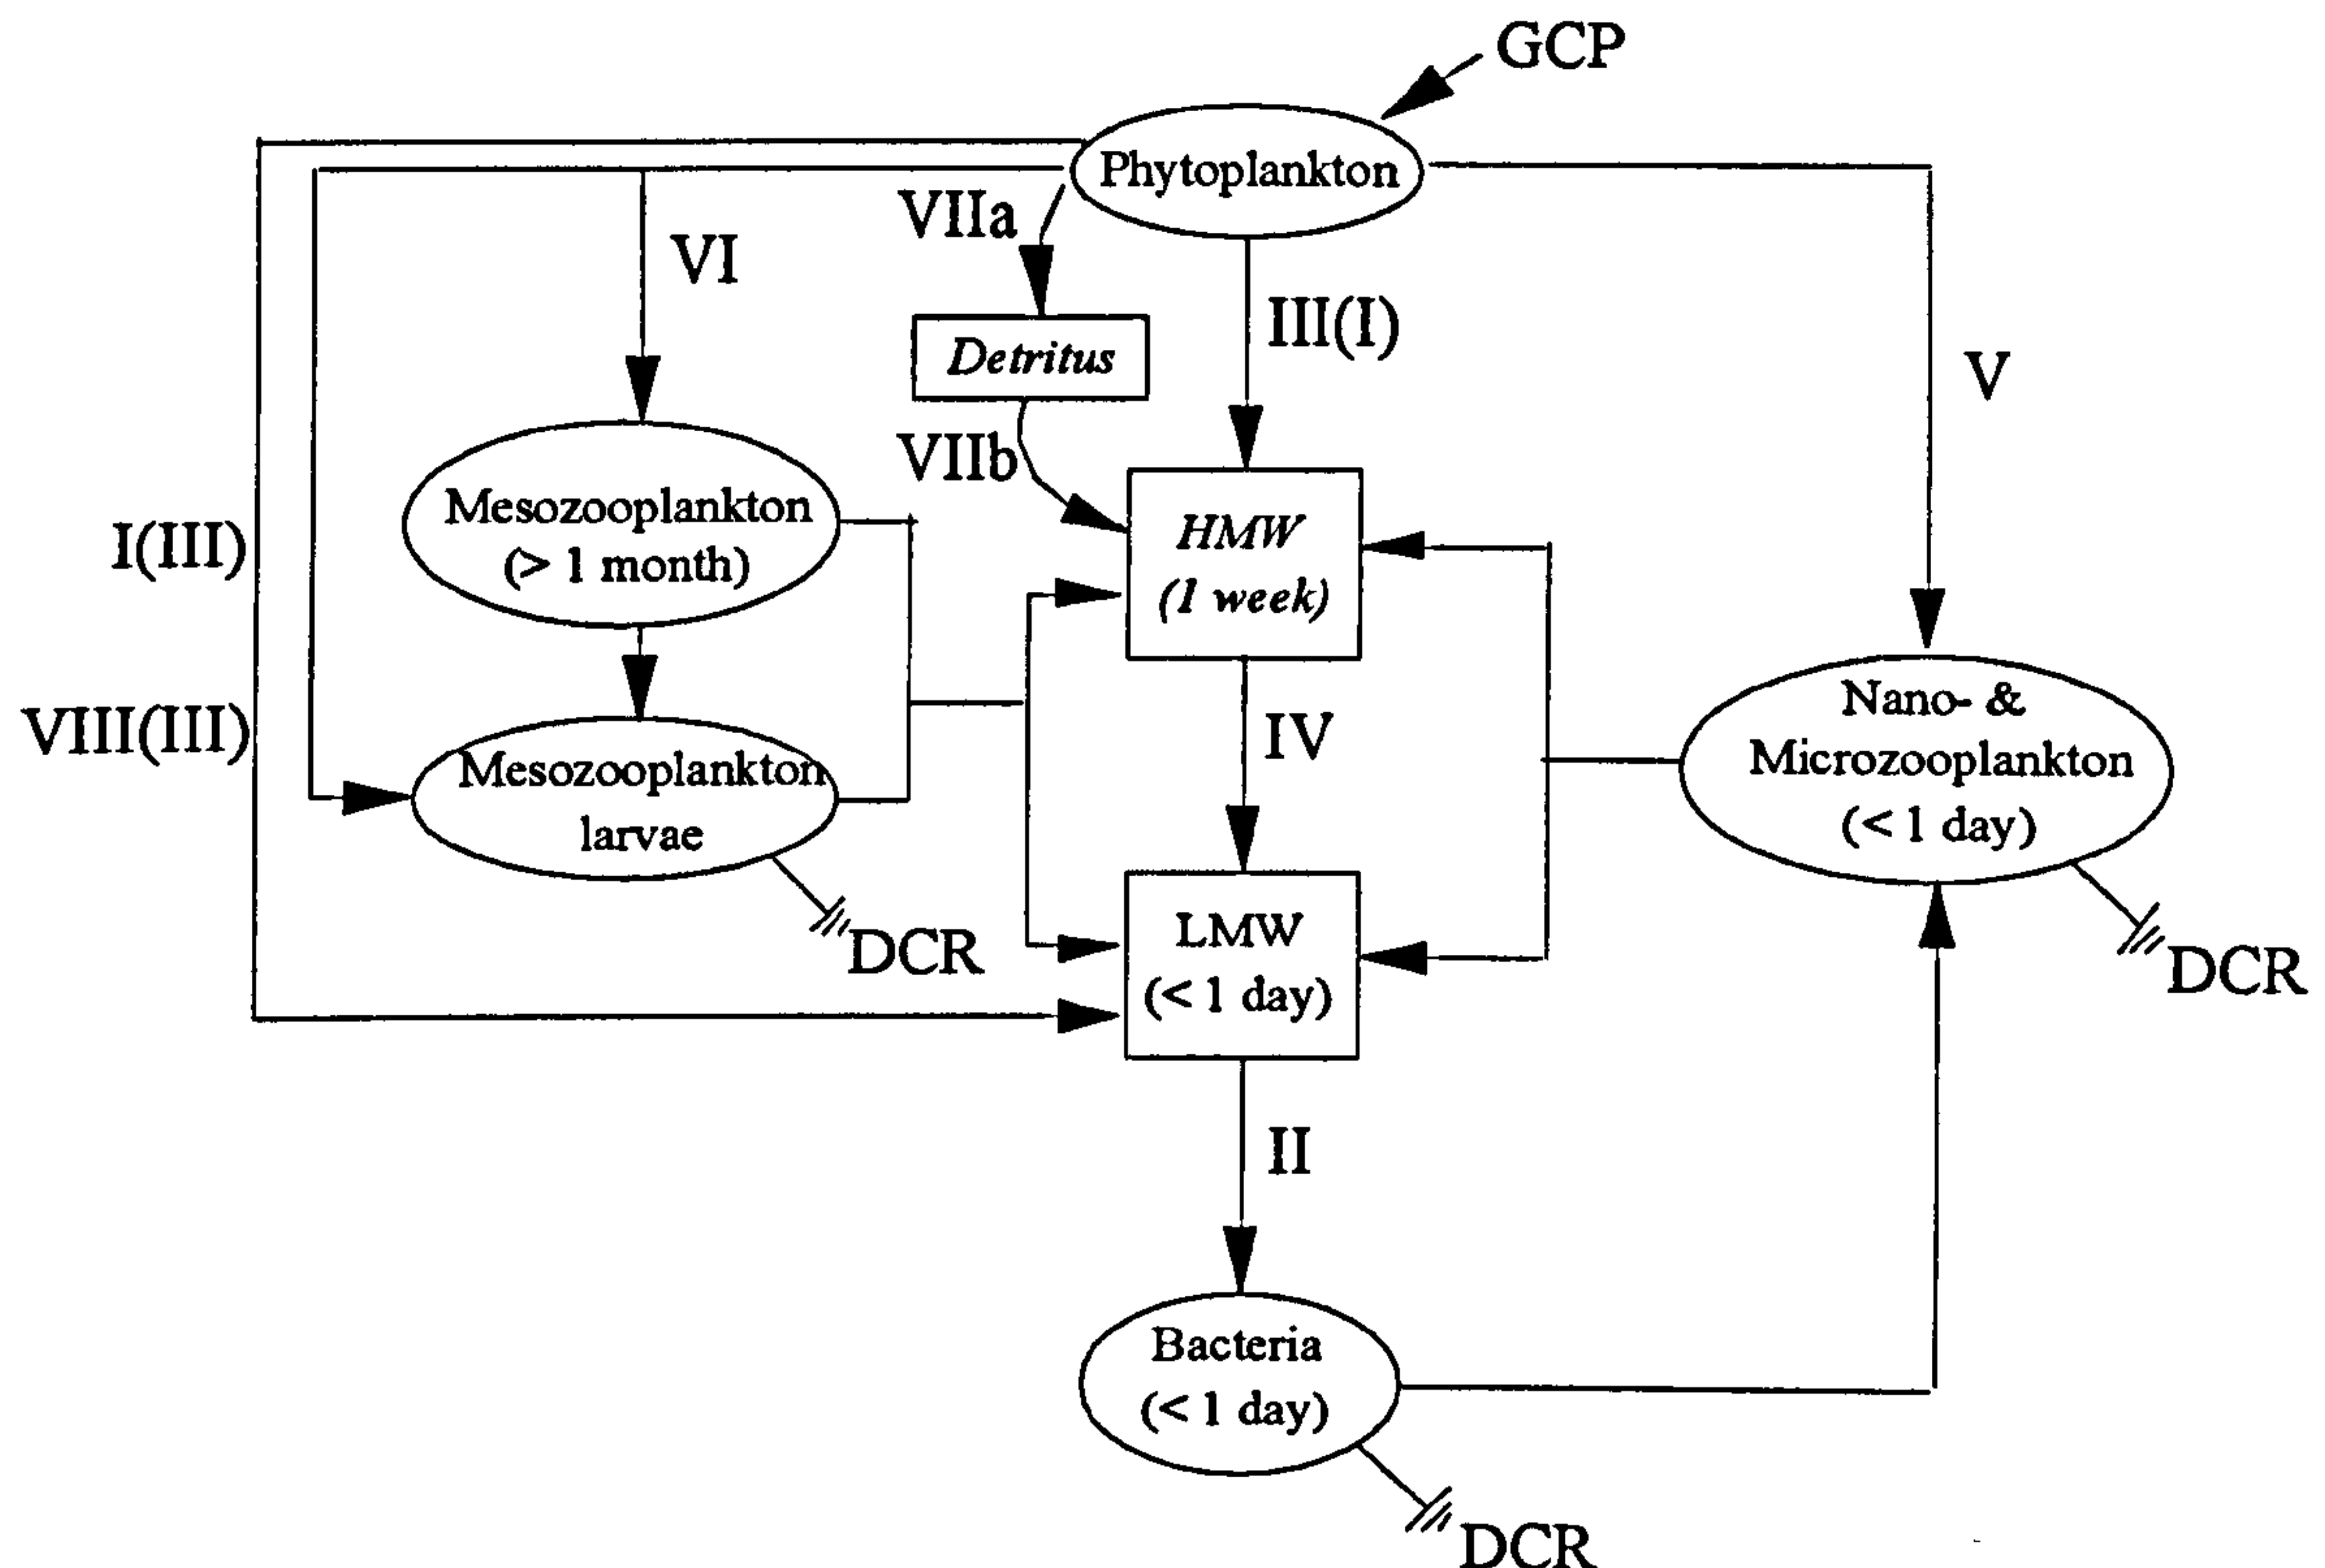 GCP
Phytoplankton
VIIa
VI
III(I)
Detritus
V
VIIb
Mesozooplankton
(> 1 month)
HMW
(1 week)
I(III)
Nano- &
Microzooplankton
(< 1 day)
VIII(III)
IV
Mesozooplankton
larvae
DCR
LMW
(< 1 day)
DCR
II
Bacteria
(< 1 day)
DCR